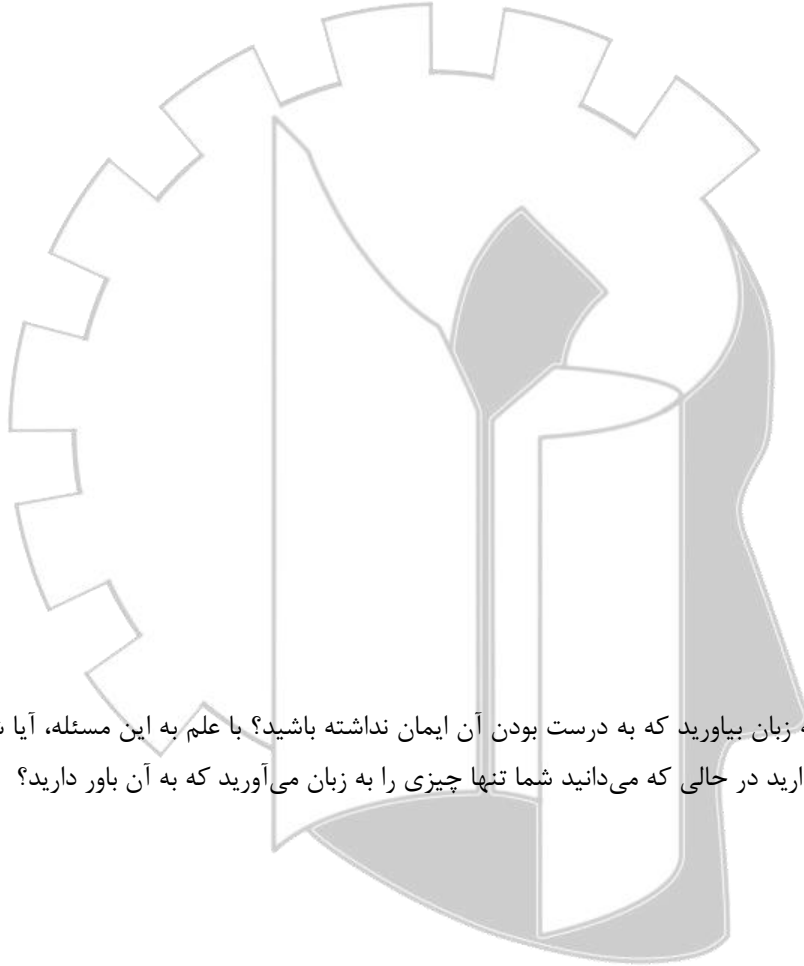 ه زبان بیاورید که به درست بودن آن ایمان نداشته باشید؟ با علم به این مسئله، آیا
ارید در حالی که می‌دانید شما تنها چیزی را به زبان می‌آورید که به آن باور دارید؟